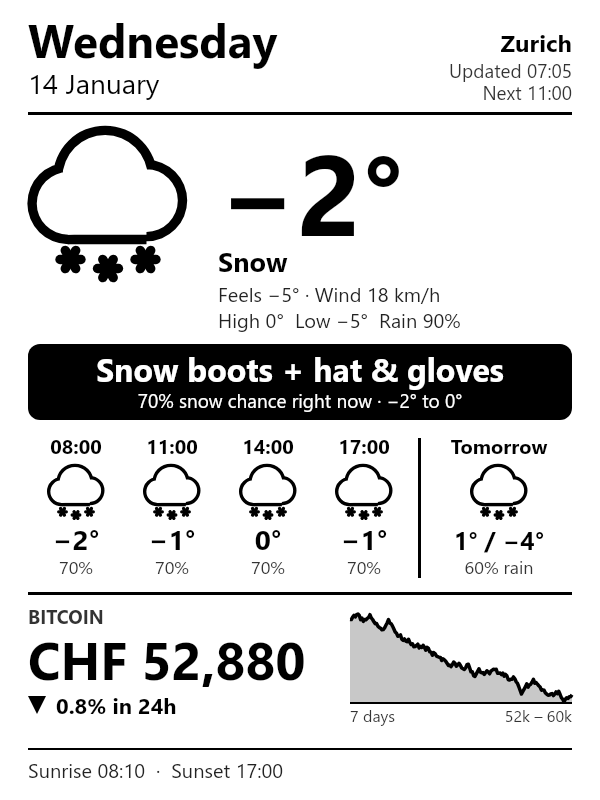 Wednesday
14 January
Zurich
Updated 07:05
Next 11:00
−2°
Snow
Feels −5° · Wind 18 km/h
High 0°  Low −5°  Rain 90%
Snow boots + hat & gloves
70% snow chance right now · −2° to 0°
08:00 11:00 14:00 17:00 Tomorrow
−2° −1° 0° −1° 1° / −4°
70% 70% 70% 70% 60% rain
BITCOIN
CHF 52,880
▼ 0.8% in 24h
7 days 52k – 60k
Sunrise 08:10  ·  Sunset 17:00